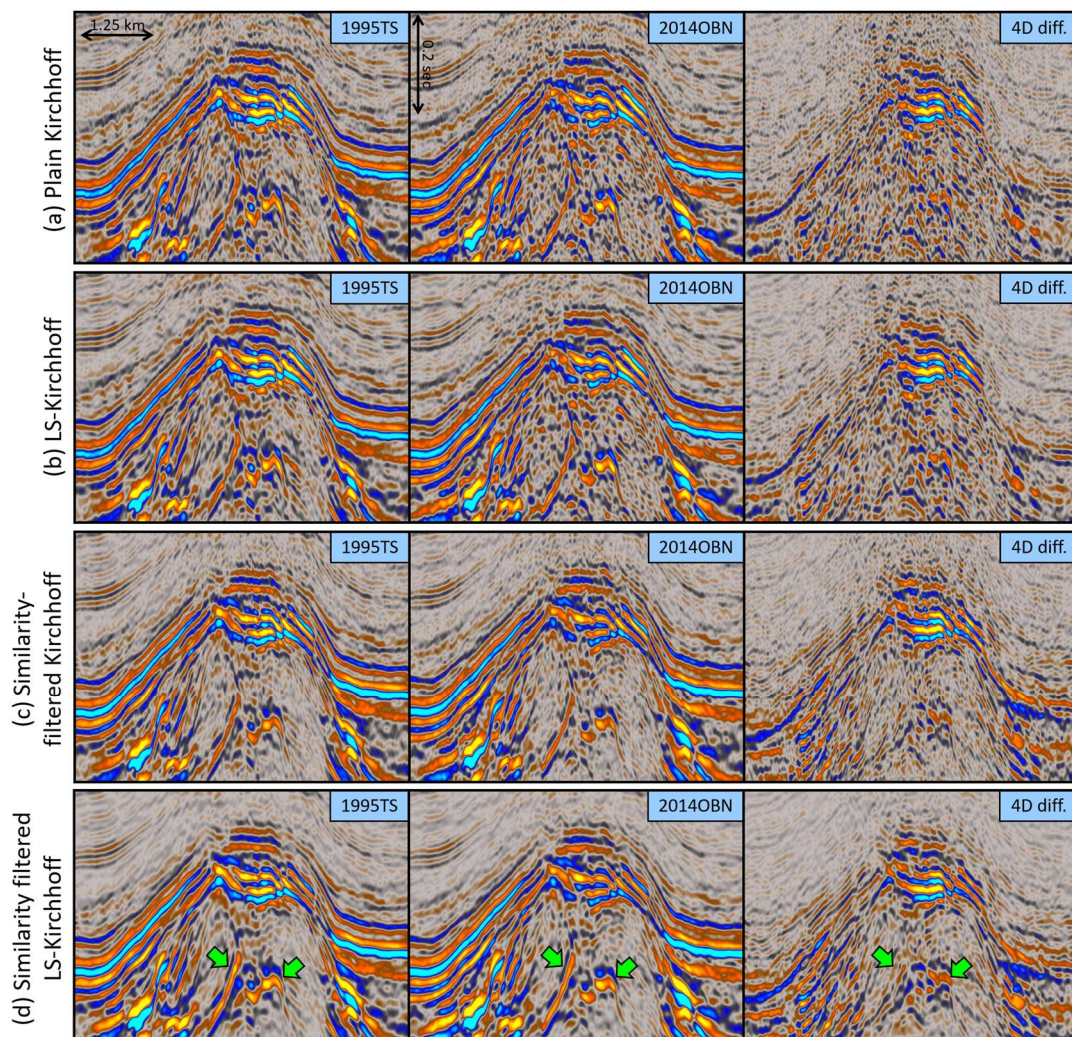 1.25 km
1995TS
0.2 sec
2014OBN
4D diff.
(a) Plain Kirchhoff
1995TS
2014OBN
4D diff.
(b) LS-Kirchhoff
1995TS
2014OBN
4D diff.
(c) Similarity-
filtered Kirchhoff
1995TS
2014OBN
4D diff.
(d) Similarity filtered
LS-Kirchhoff